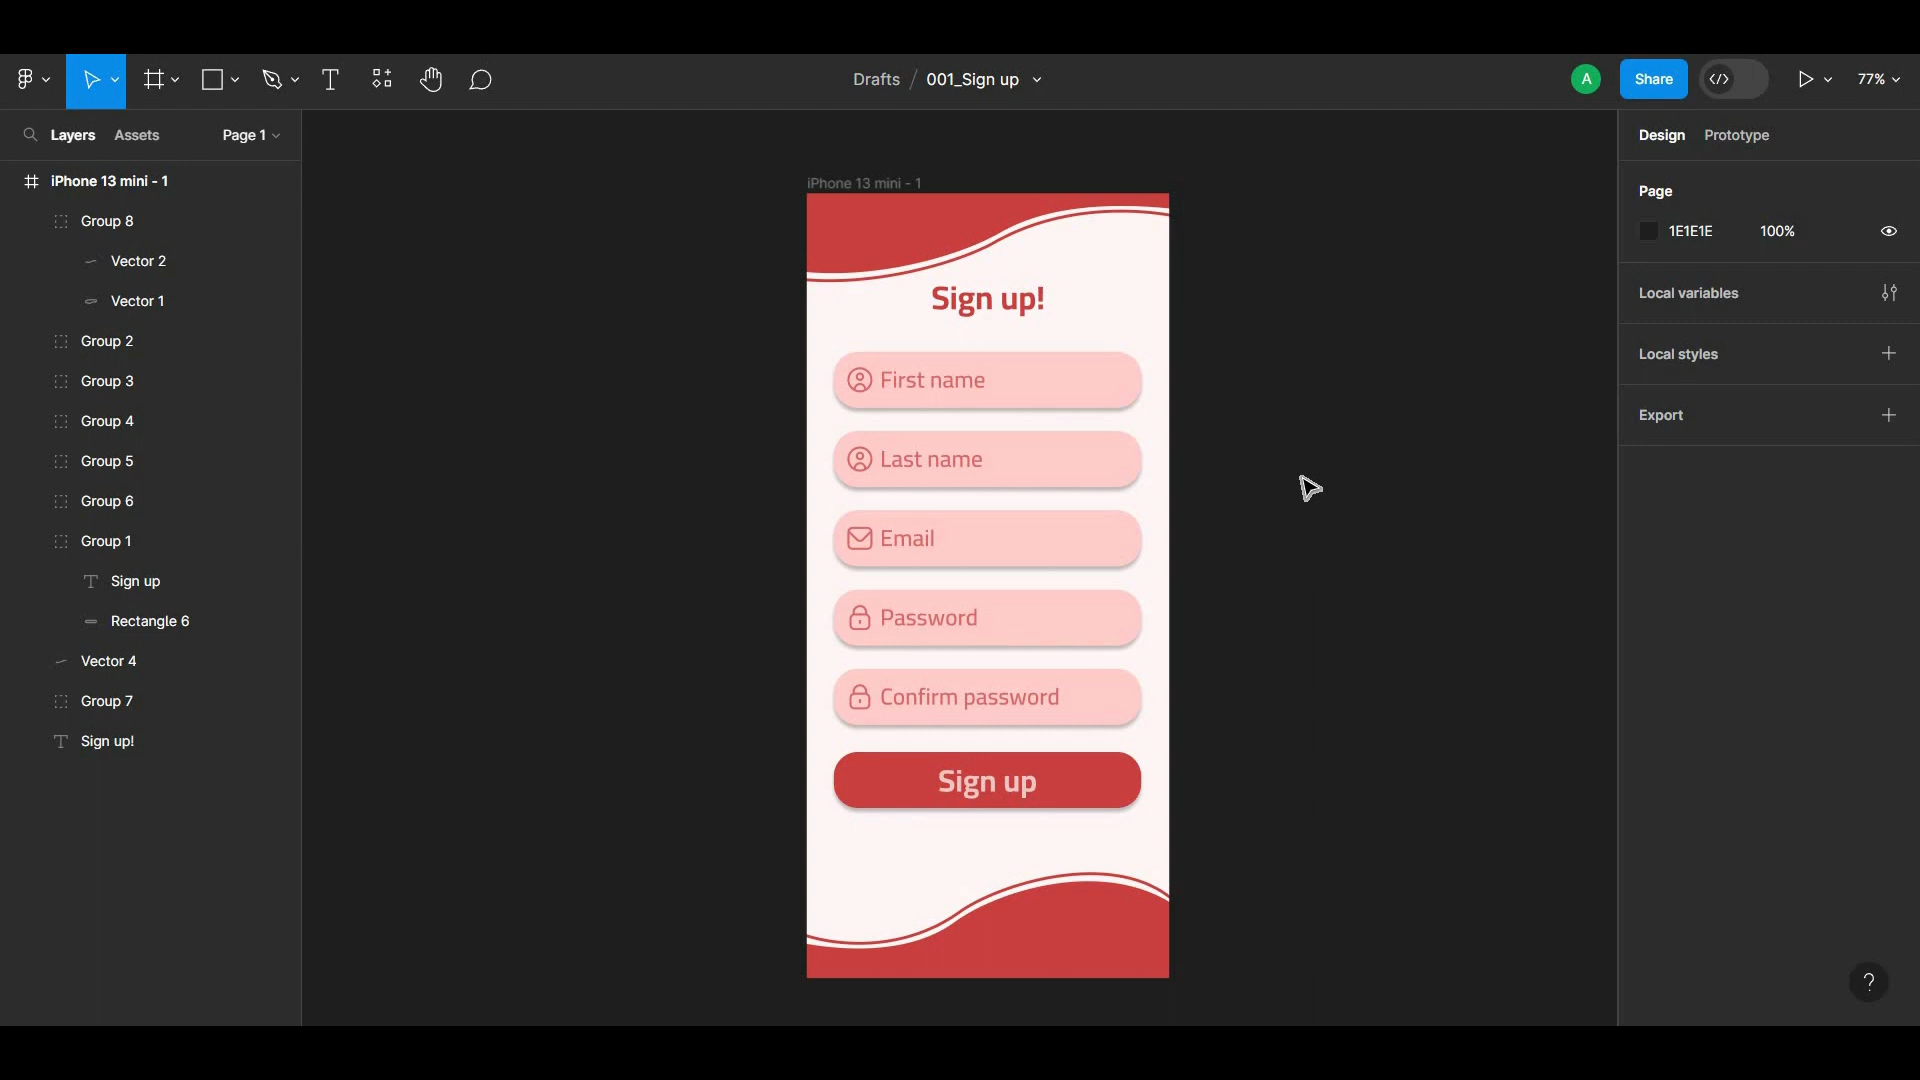 Drafts / 001_Sign up
A
Share
77%
Layers
Assets
Page 1
iPhone 13 mini - 1
Group 8
Vector 2
Vector 1
Group 2
Group 3
Group 4
Group 5
Group 6
Group 1
Sign up
Rectangle 6
Vector 4
Group 7
Sign up!
iPhone 13 mini - 1
Sign up!
First name
Last name
Email
Password
Confirm password
Sign up
Design
Prototype
Page
1E1E1E
100%
Local variables
Local styles
Export
?